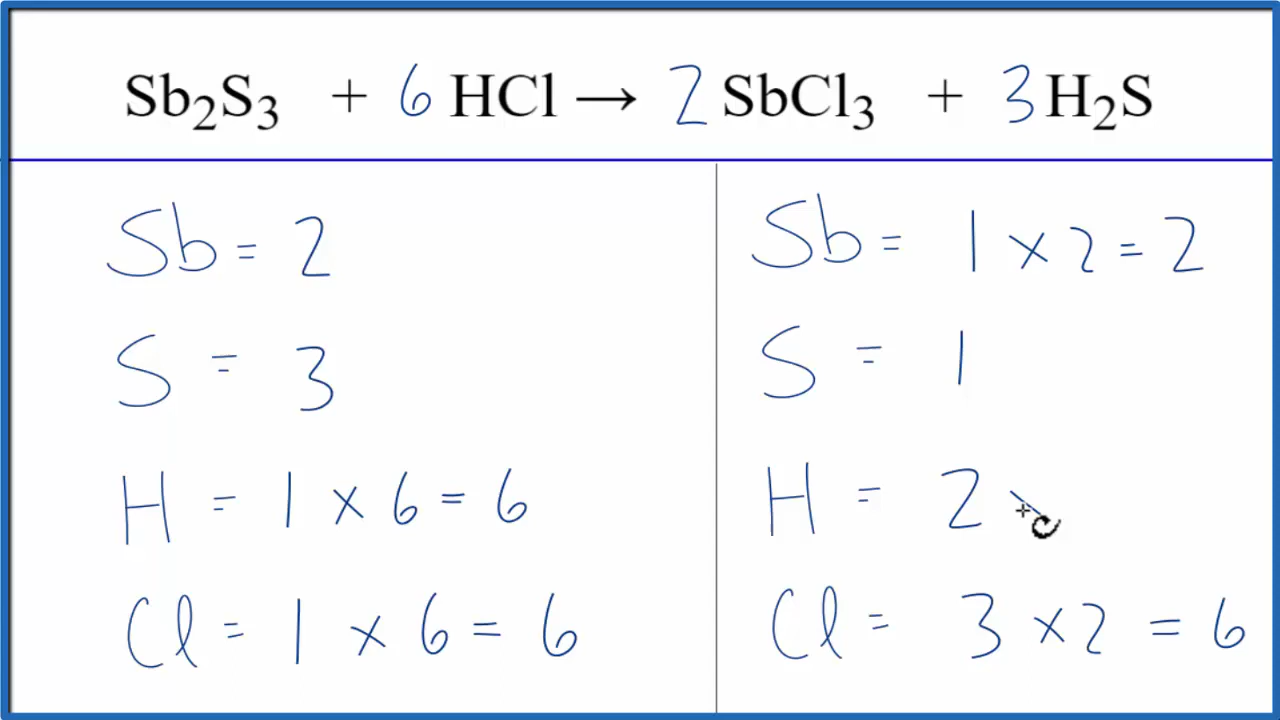 Sb₂S₃ + 6 HCl → 2 SbCl₃ + 3 H₂S
Sb = 2
S = 3
H = 1 x 6 = 6
Cl = 1 x 6 = 6
Sb = 1 x 2 = 2
S = 1
H = 2
Cl = 3 x 2 = 6